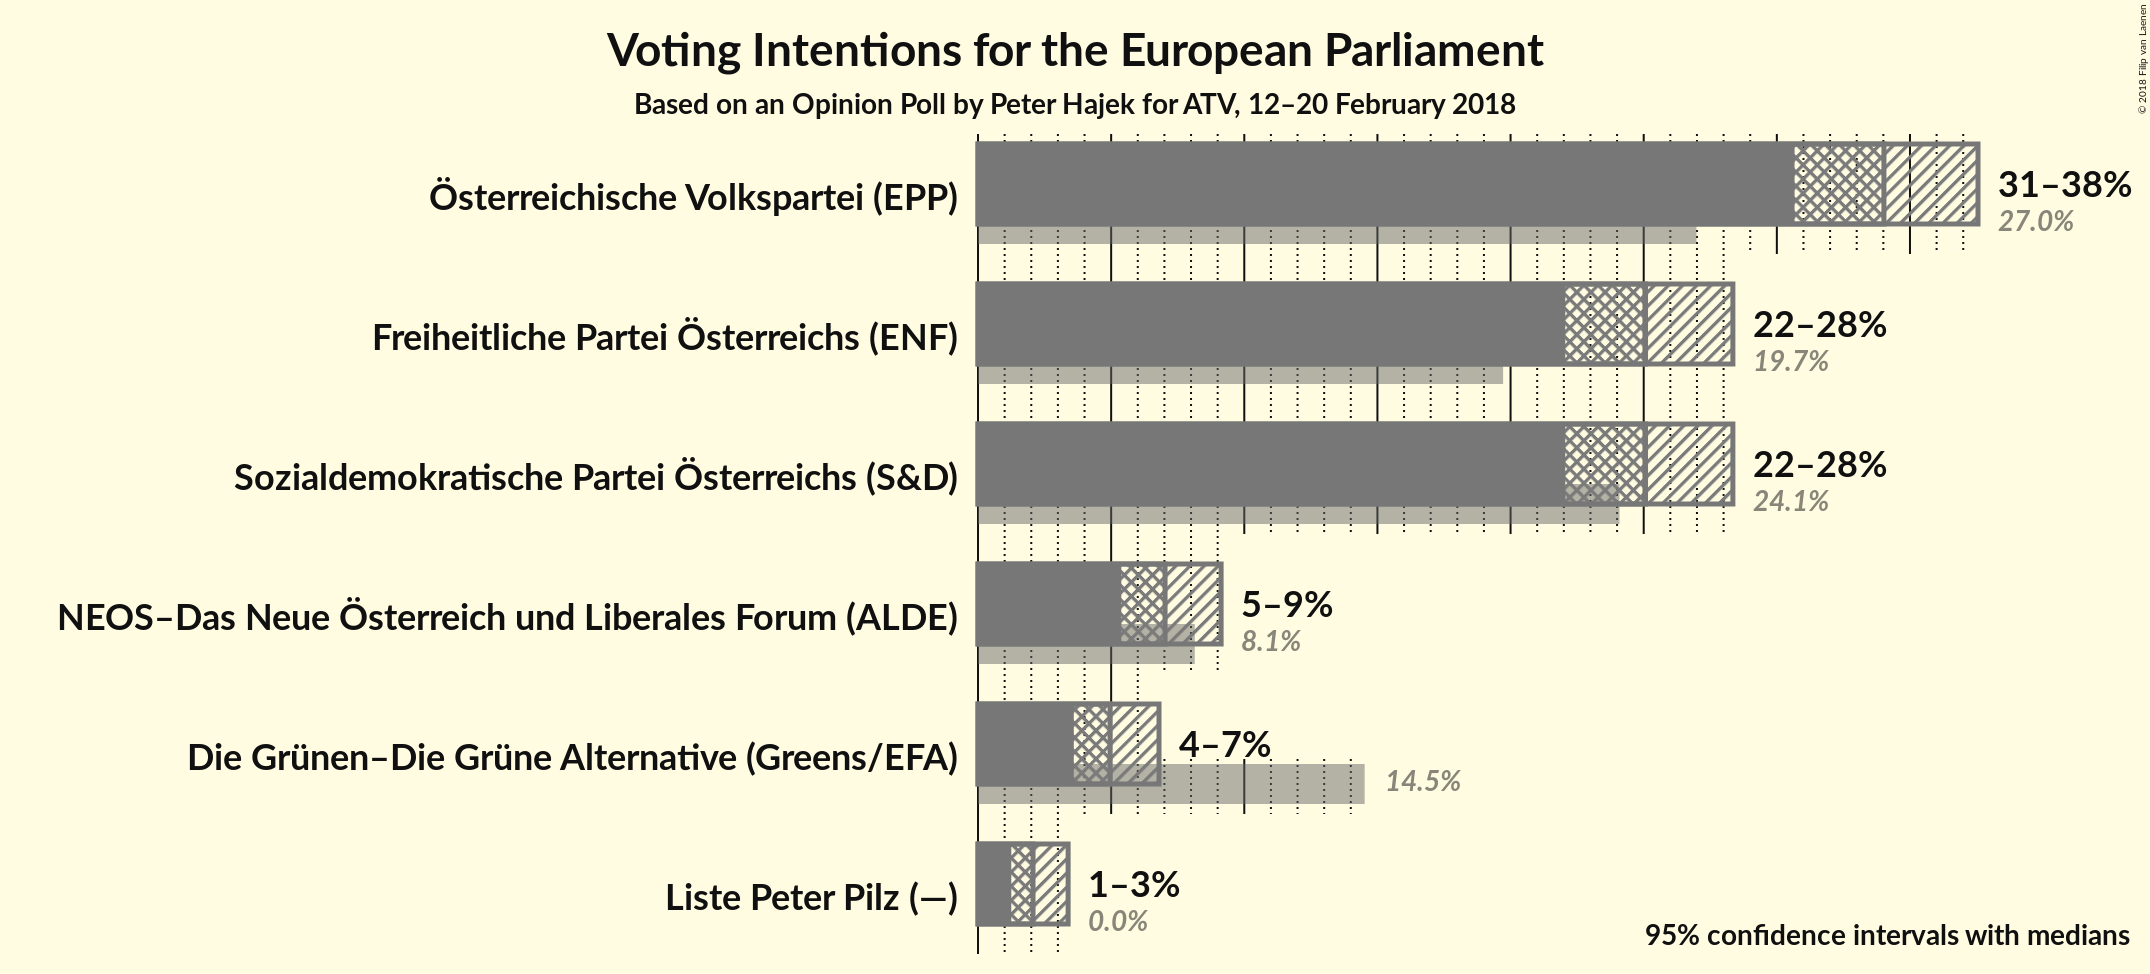 Voting Intentions for the European Parliament
Based on an Opinion Poll by Peter Hajek for ATV, 12–20 February 2018
© 2018 Filip van Laenen
Österreichische Volkspartei (EPP)
31–38%
27.0%
Freiheitliche Partei Österreichs (ENF)
22–28%
19.7%
Sozialdemokratische Partei Österreichs (S&D)
22–28%
24.1%
NEOS–Das Neue Österreich und Liberales Forum (ALDE)
5–9%
8.1%
Die Grünen–Die Grüne Alternative (Greens/EFA)
4–7%
14.5%
Liste Peter Pilz (—)
1–3%
0.0%
95% confidence intervals with medians